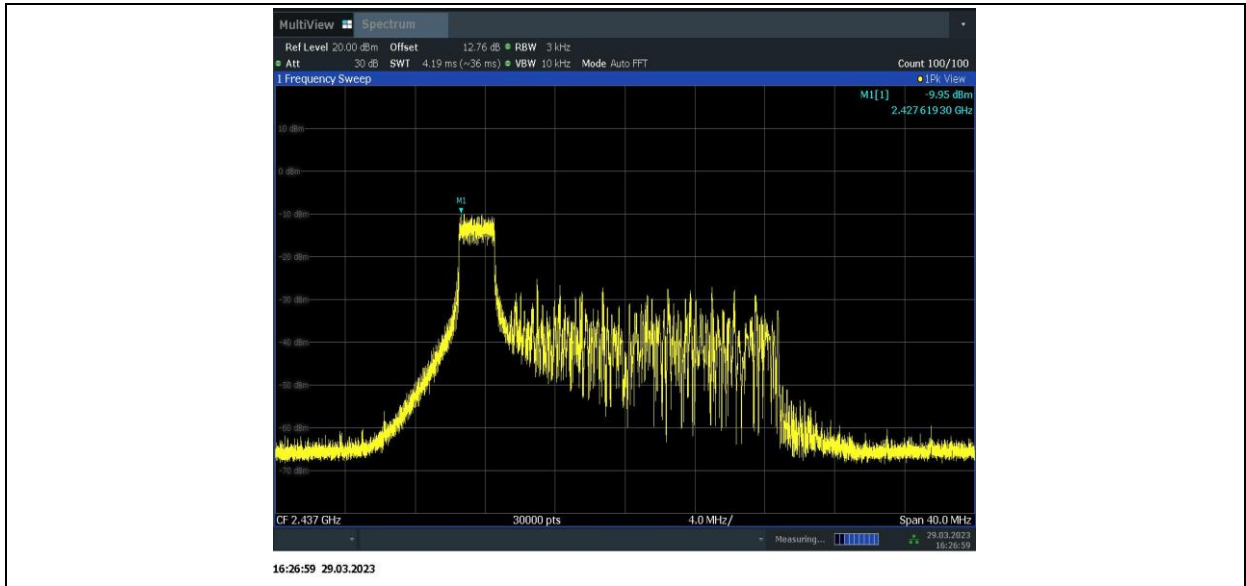 MultiView Spectrum
Ref Level 20.00 dBm Offset 12.76 dB RBW 3 kHz
Att 30 dB SWT 4.19 ms (~36 ms) VBW 10 kHz Mode Auto FFT Count 100/100
1 Frequency Sweep 1Pk View
M1[1] -9.95 dBm
2.42761930 GHz
10 dBm
0 dBm
M1
-10 dBm
-20 dBm
-30 dBm
-40 dBm
-50 dBm
-60 dBm
-70 dBm
CF 2.437 GHz 30000 pts 4.0 MHz/ Span 40.0 MHz
Measuring... 29.03.2023
16:26:59
16:26:59 29.03.2023